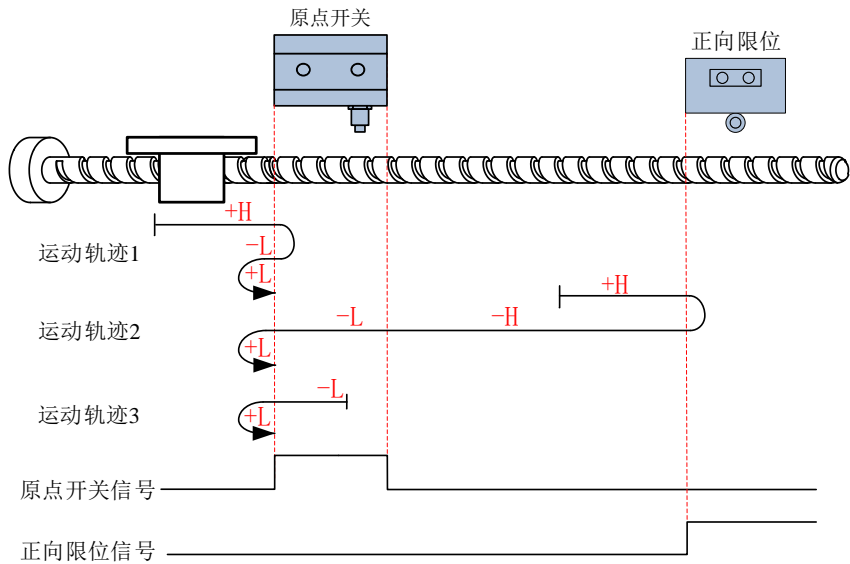 原点开关
正向限位
+H
运动轨迹1
-L
+L
+H
运动轨迹2
-L
-H
+L
运动轨迹3
-L
+L
原点开关信号
正向限位信号